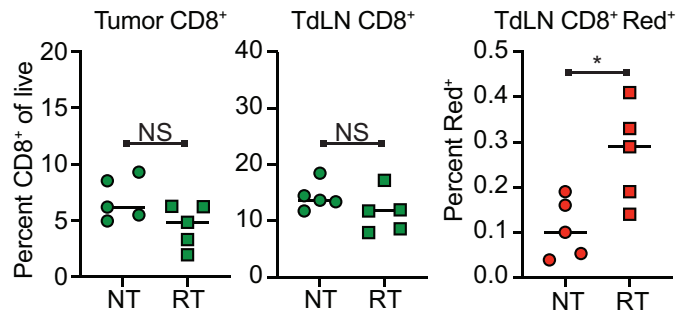 Tumor CD8⁺
TdLN CD8⁺
TdLN CD8⁺ Red⁺
Percent CD8⁺ of live
20
15
10
5
0
NS
NT
RT
40
30
20
10
0
NS
NT
RT
Percent Red⁺
0.5
0.4
0.3
0.2
0.1
0.0
*
NT
RT